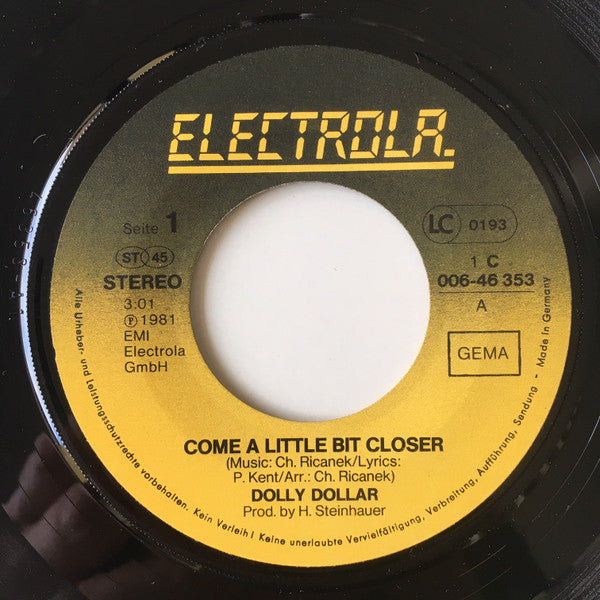 ELECTROLA.
Seite 1
LC 0193
ST 45
STEREO
3:01
Ⓟ 1981
EMI
Electrola
GmbH
1 C
006-46 353
A
GEMA
COME A LITTLE BIT CLOSER
(Music: Ch. Ricanek/Lyrics:
P. Kent/Arr.: Ch. Ricanek)
DOLLY DOLLAR
Prod. by H. Steinhauer
Alle Urheber- und Leistungsschutzrechte vorbehalten. Kein Verleih! Keine unerlaubte Vervielfältigung, Verbreitung, Aufführung, Sendung - Made in Germany